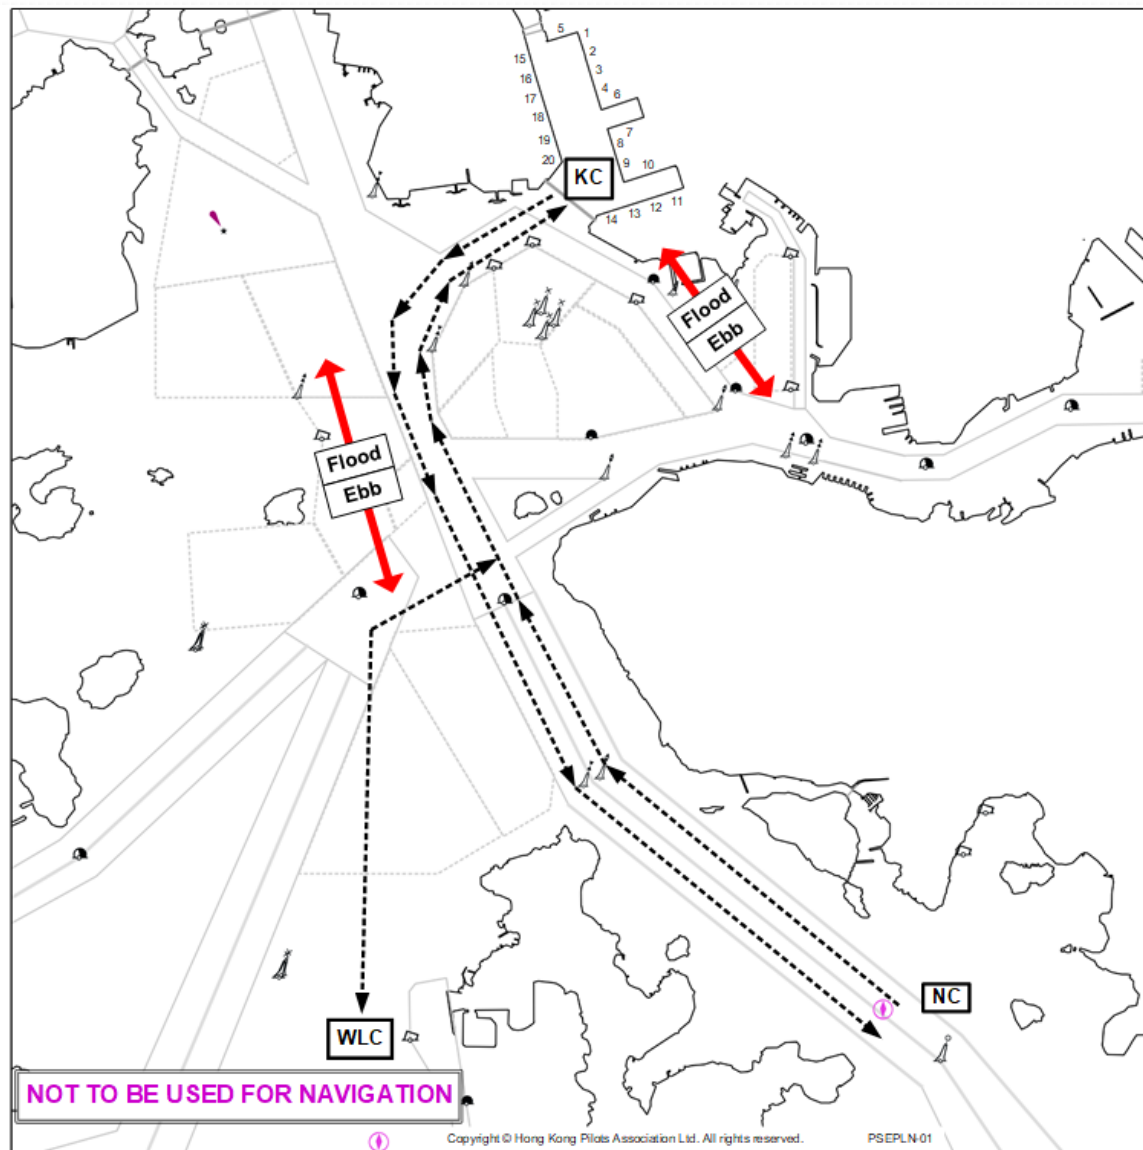 5
1
2
15
3
16
4
6
17
18
7
19
8
20
9
10
KC
14
13
12
11
Flood
Ebb
Flood
Ebb
NC
WLC
NOT TO BE USED FOR NAVIGATION
Copyright © Hong Kong Pilots Association Ltd. All rights reserved.
PSEPLN-01